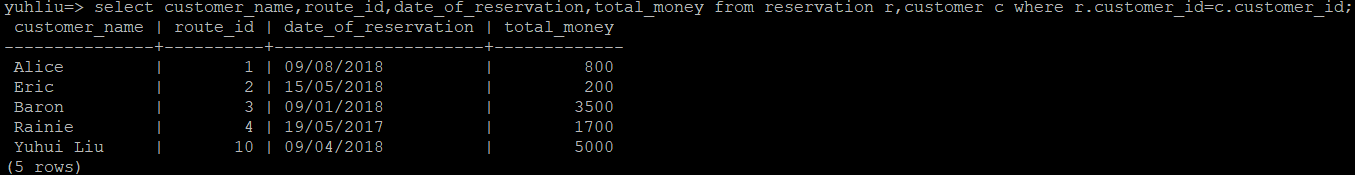 yuhliu=> select customer_name,route_id,date_of_reservation,total_money from reservation r,customer c where r.customer_id=c.customer_id;
 customer_name | route_id | date_of_reservation | total_money
---------------+----------+---------------------+-------------
 Alice         |        1 | 09/08/2018          |         800
 Eric          |        2 | 15/05/2018          |         200
 Baron         |        3 | 09/01/2018          |        3500
 Rainie        |        4 | 19/05/2017          |        1700
 Yuhui Liu     |       10 | 09/04/2018          |        5000
(5 rows)